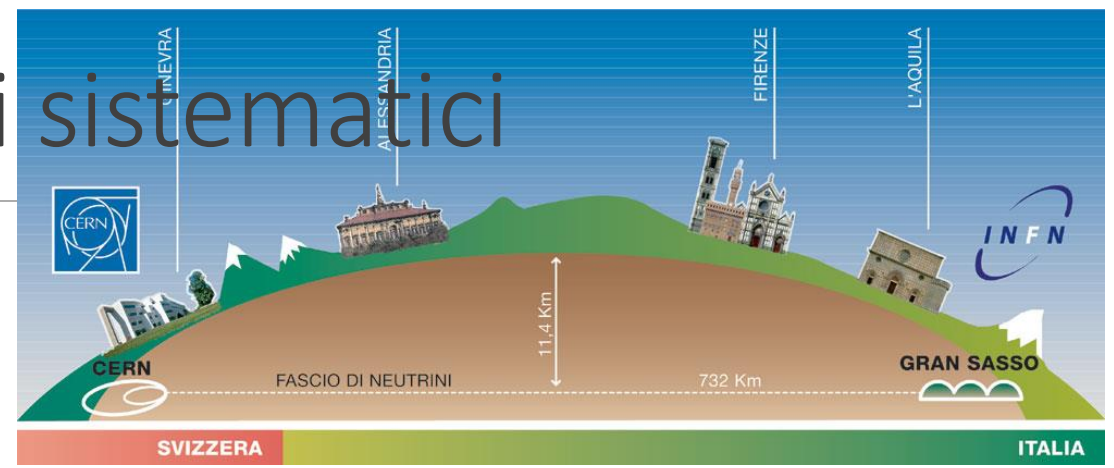 i sistematici
GINEVRA
ALESSANDRIA
FIRENZE
L'AQUILA
CERN
INFN
11,4 Km
CERN
GRAN SASSO
FASCIO DI NEUTRINI
732 Km
SVIZZERA
ITALIA